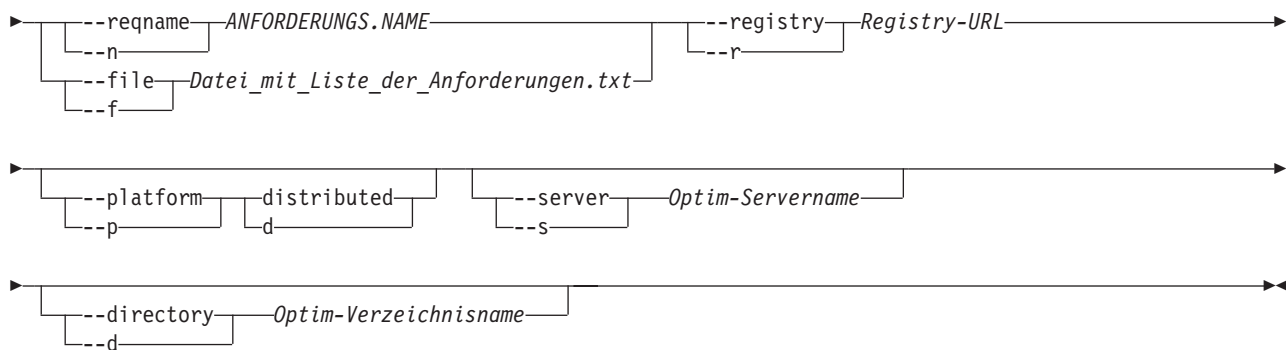 --reqname ANFORDERUNGS.NAME --registry Registry-URL
--n --r
--file Datei_mit_Liste_der_Anforderungen.txt
--f
--platform distributed --server Optim-Servername
--p d --s
--directory Optim-Verzeichnisname
--d